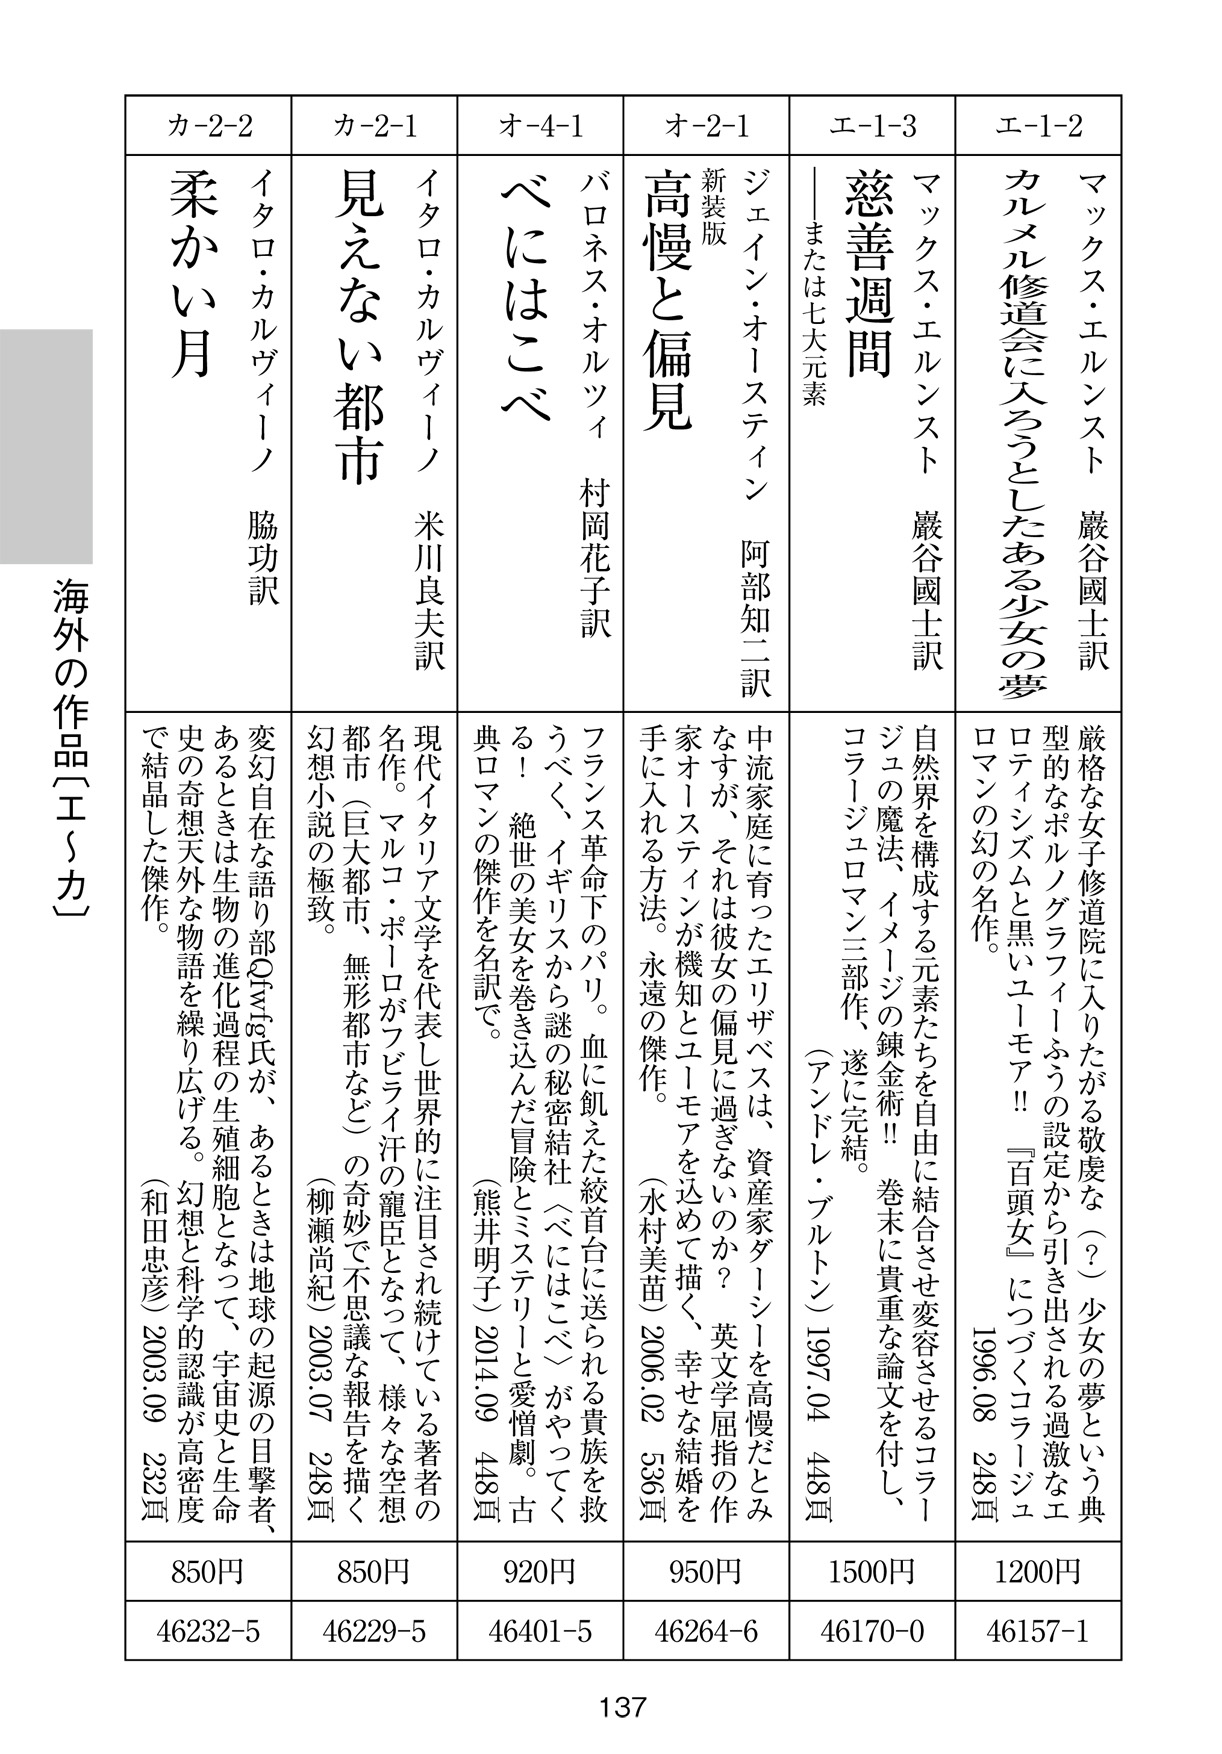 エ-1-2
マックス・エルンスト　巖谷國士訳
カルメル修道会に入ろうとしたある少女の夢
厳格な女子修道院に入りたがる敬虔な（？）少女の夢という典
型的なポルノグラフィーふうの設定から引き出される過激なエ
ロティシズムと黒いユーモア!!　『百頭女』につづくコラージュ
ロマンの幻の名作。
1996.08　248頁
1200円
46157-1
エ-1-3
マックス・エルンスト　巖谷國士訳
慈善週間
――または七大元素
自然界を構成する元素たちを自由に結合させ変容させるコラー
ジュの魔法、イメージの錬金術!!　巻末に貴重な論文を付し、
コラージュロマン三部作、遂に完結。
（アンドレ・ブルトン）1997.04　448頁
1500円
46170-0
オ-2-1
ジェイン・オースティン　阿部知二訳
新装版
高慢と偏見
中流家庭に育ったエリザベスは、資産家ダーシーを高慢だとみ
なすが、それは彼女の偏見に過ぎないのか？　英文学屈指の作
家オースティンが機知とユーモアを込めて描く、幸せな結婚を
手に入れる方法。永遠の傑作。
（水村美苗）2006.02　536頁
950円
46264-6
オ-4-1
バロネス・オルツィ　村岡花子訳
べにはこべ
フランス革命下のパリ。血に飢えた絞首台に送られる貴族を救
うべく、イギリスから謎の秘密結社〈べにはこべ〉がやってく
る！　絶世の美女を巻き込んだ冒険とミステリーと愛憎劇。古
典ロマンの傑作を名訳で。
（熊井明子）2014.09　448頁
920円
46401-5
カ-2-1
イタロ・カルヴィーノ　米川良夫訳
見えない都市
現代イタリア文学を代表し世界的に注目され続けている著者の
名作。マルコ・ポーロがフビライ汗の寵臣となって、様々な空想
都市（巨大都市、無形都市など）の奇妙で不思議な報告を描く
幻想小説の極致。
（柳瀬尚紀）2003.07　248頁
850円
46229-5
カ-2-2
イタロ・カルヴィーノ　脇功訳
柔かい月
変幻自在な語り部Qfwfg氏が、あるときは地球の起源の目撃者、
あるときは生物の進化過程の生殖細胞となって、宇宙史と生命
史の奇想天外な物語を繰り広げる。幻想と科学的認識が高密度
で結晶した傑作。
（和田忠彦）2003.09　232頁
850円
46232-5
海外の作品〔エ〜カ〕
137